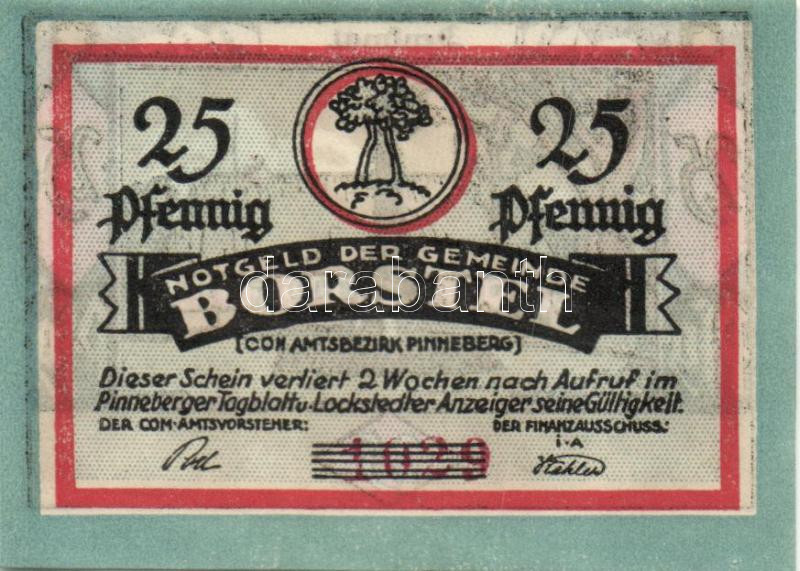 25 25
Pfennig Pfennig
NOTGELD DER GEMEINDE
BORSTEL
darabanth
(COM AMTSBEZIRK PINNEBERG)
Dieser Schein verliert 2 Wochen nach Aufruf im
Pinneberger Tagblatt u. Lockstedter Anzeiger seine Gültigkeit.
DER COM-AMTSVORSTEHER: DER FINANZAUSSCHUSS:
i.A
1029